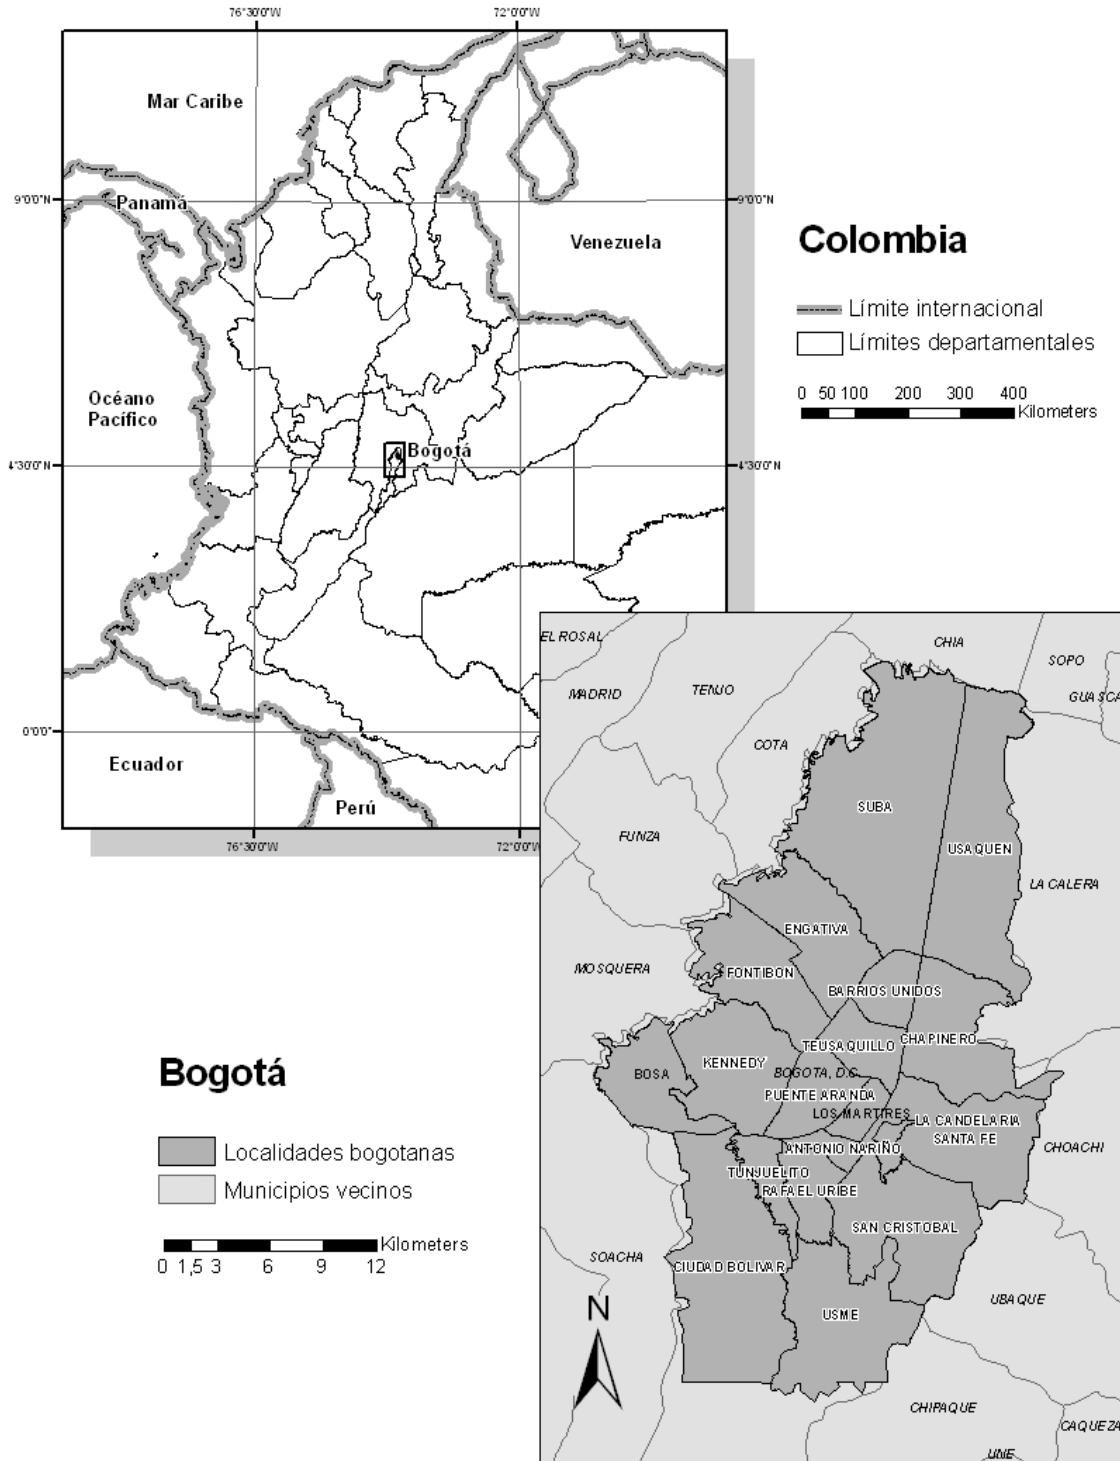 76°30'0"W
72°0'0"W
Mar Caribe
9°0'0"N
Panamá
9°0'0"N
Venezuela
Colombia
Límite internacional
Límites departamentales
0 50 100 200 300 400
Kilometers
Océano
Pacífico
Bogotá
4°30'0"N
4°30'0"N
0°0'0"
Ecuador
Perú
76°30'0"W
72°0'0"W
EL ROSAL
CHIA
SOPO
MADRID
TENJO
GUASCA
COTA
SUBA
FUNZA
USAQUEN
LA CALERA
ENGATIVA
MOSQUERA
FONTIBON
BARRIOS UNIDOS
TEUSAQUILLO
CHAPINERO
KENNEDY
BOSA
BOGOTA, D.C.
PUENTE ARANDA
LOS MARTIRES
LA CANDELARIA
SANTA FE
ANTONIO NARIÑO
CHOACHI
TUNJUELITO
RAFAEL URIBE
SAN CRISTOBAL
SOACHA
CIUDAD BOLIVAR
UBAQUE
USME
N
CHIPAQUE
CAQUEZA
UNE
Bogotá
Localidades bogotanas
Municipios vecinos
Kilometers
0 1,5 3 6 9 12